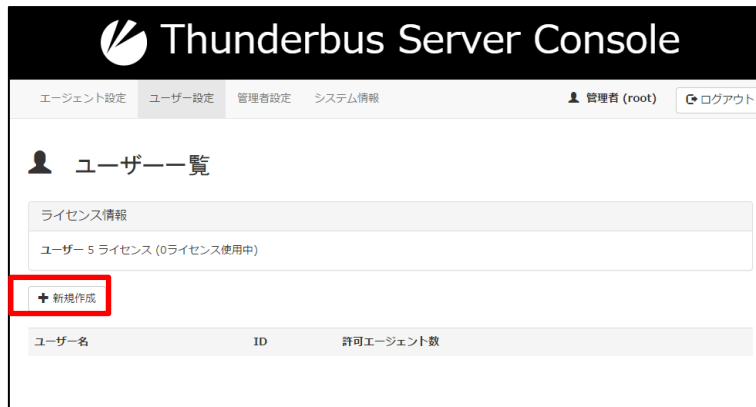 Thunderbus Server Console
エージェント設定 ユーザー設定 管理者設定 システム情報 管理者 (root) ログアウト
ユーザー一覧
ライセンス情報
ユーザー 5 ライセンス (0ライセンス使用中)
新規作成
ユーザー名 ID 許可エージェント数